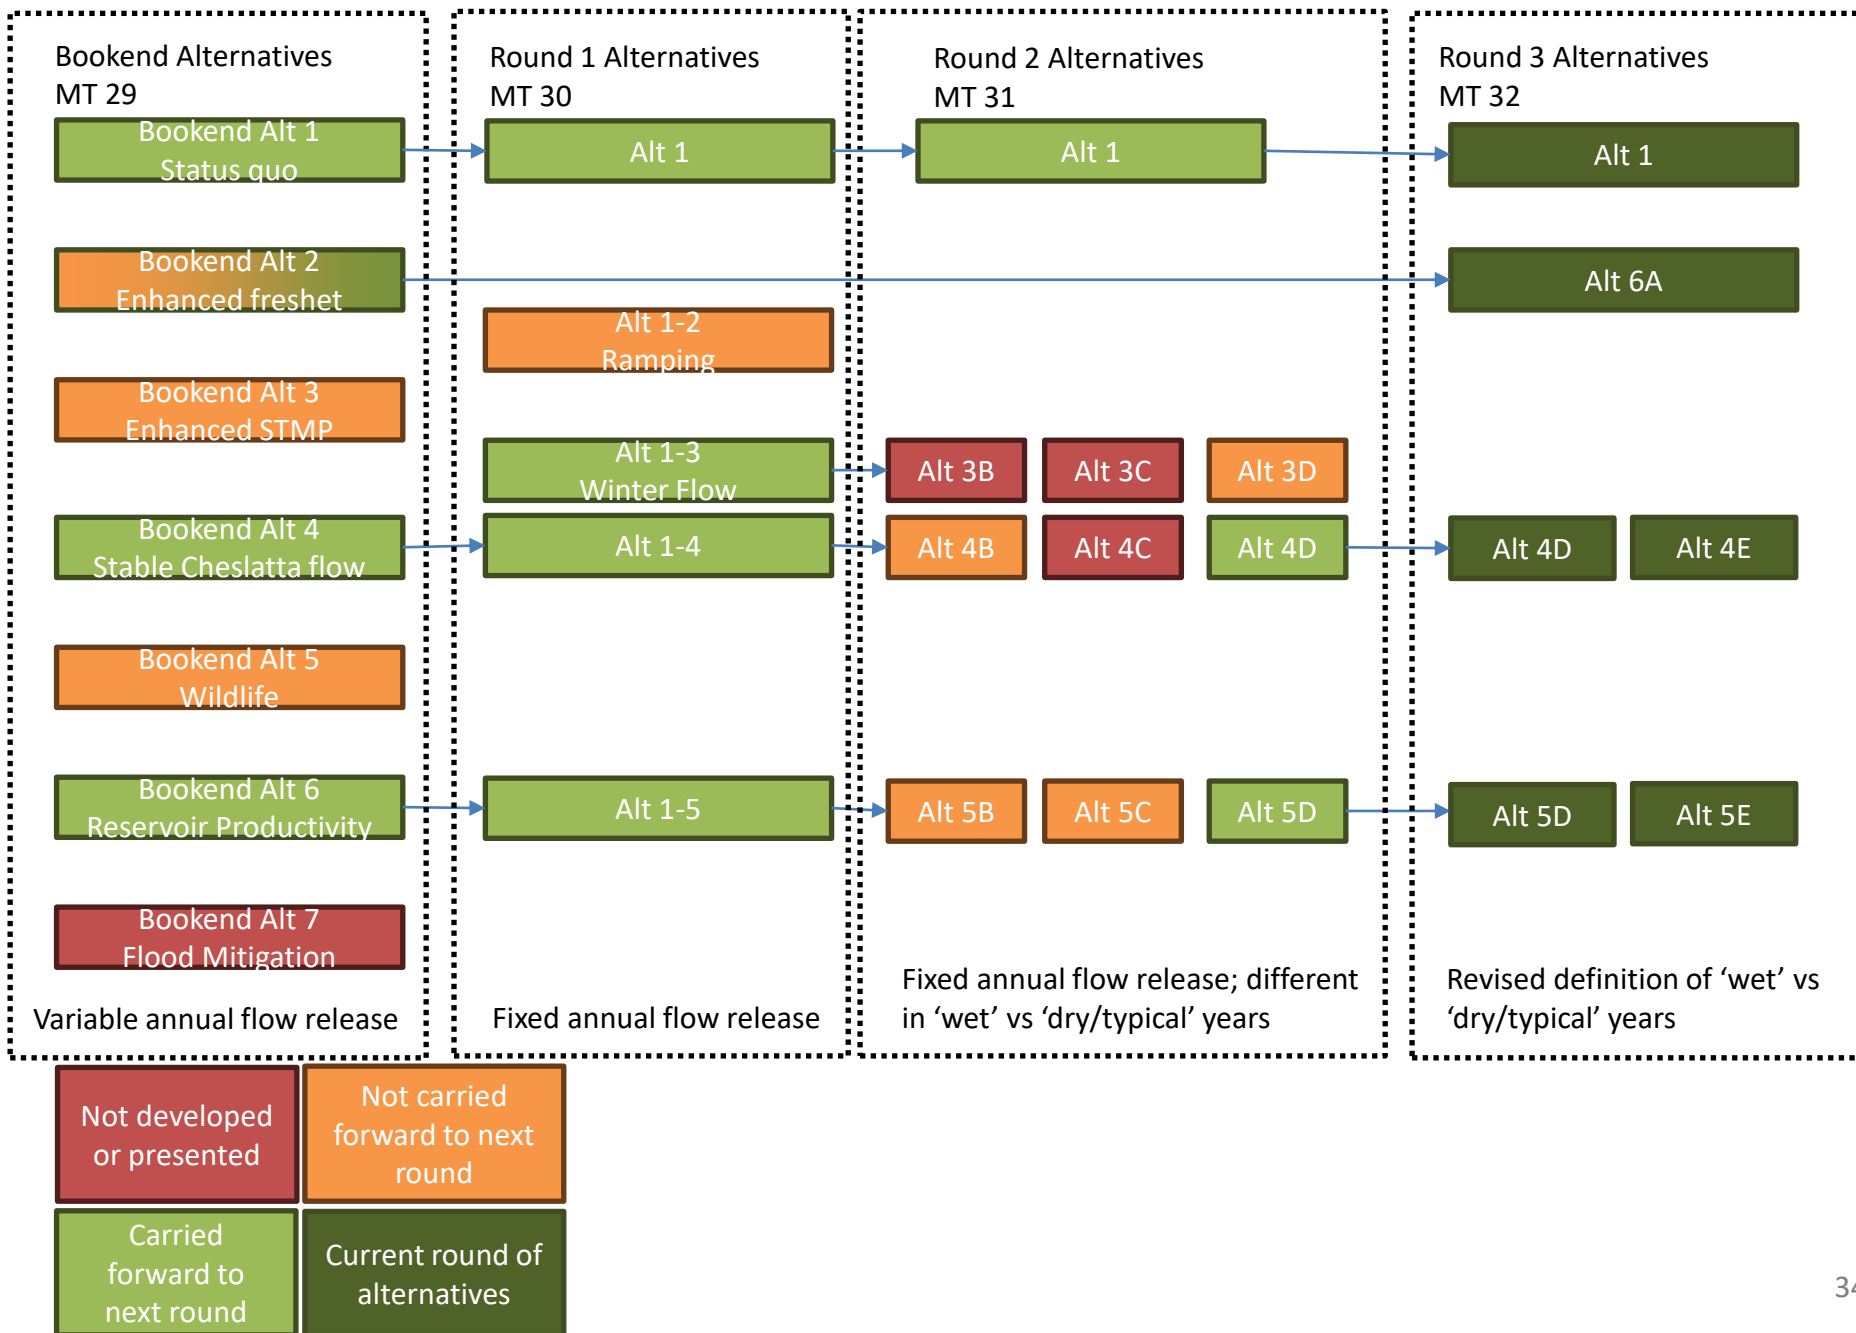 Bookend Alternatives
MT 29
Bookend Alt 1
Status quo
Bookend Alt 2
Enhanced freshet
Bookend Alt 3
Enhanced STMP
Bookend Alt 4
Stable Cheslatta flow
Bookend Alt 5
Wildlife
Bookend Alt 6
Reservoir Productivity
Bookend Alt 7
Flood Mitigation
Variable annual flow release
Round 1 Alternatives
MT 30
Alt 1
Alt 1-2
Ramping
Alt 1-3
Winter Flow
Alt 1-4
Alt 1-5
Fixed annual flow release
Round 2 Alternatives
MT 31
Alt 1
Alt 3B
Alt 3C
Alt 3D
Alt 4B
Alt 4C
Alt 4D
Alt 5B
Alt 5C
Alt 5D
Fixed annual flow release; different
in ‘wet’ vs ‘dry/typical’ years
Round 3 Alternatives
MT 32
Alt 1
Alt 6A
Alt 4D
Alt 4E
Alt 5D
Alt 5E
Revised definition of ‘wet’ vs
‘dry/typical’ years
Not developed
or presented
Not carried
forward to next
round
Carried
forward to
next round
Current round of
alternatives
34